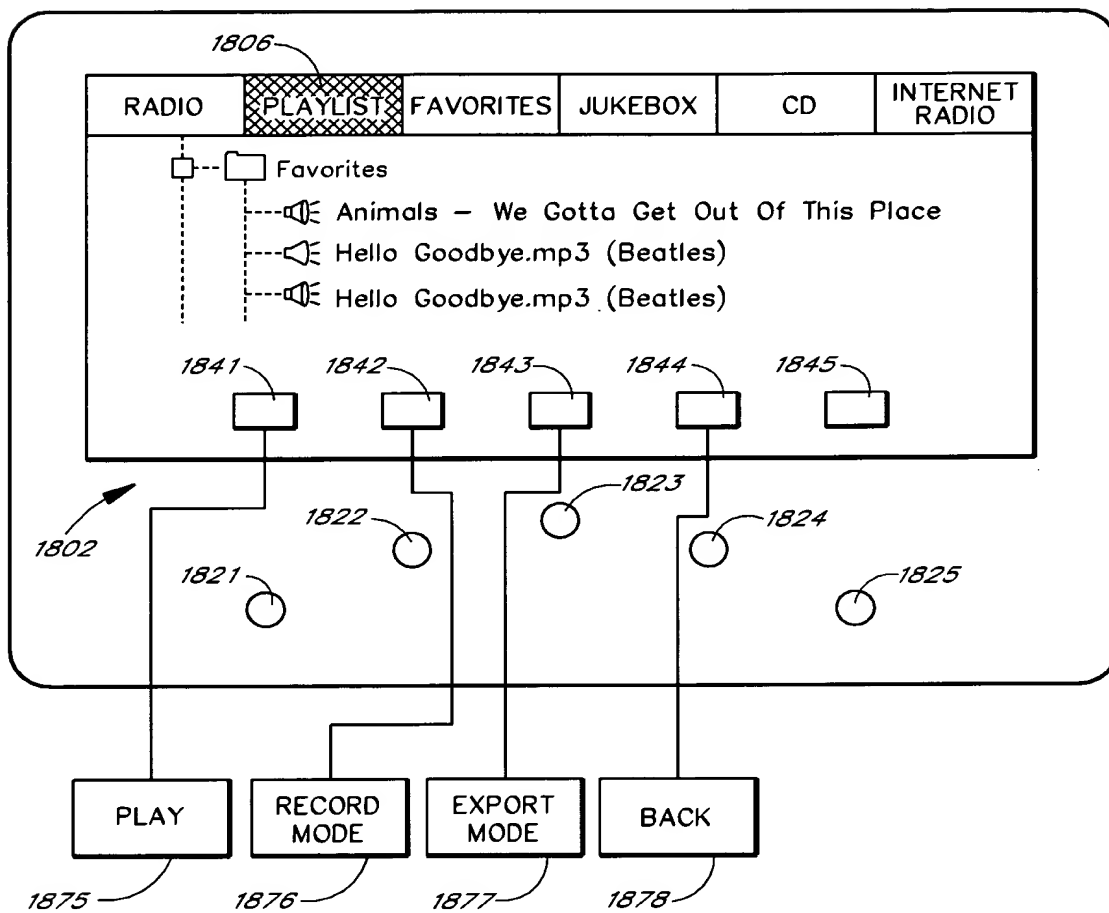 1806
RADIO PLAYLIST FAVORITES JUKEBOX CD INTERNET RADIO
Favorites
Animals – We Gotta Get Out Of This Place
Hello Goodbye.mp3 (Beatles)
Hello Goodbye.mp3 (Beatles)
1841 1842 1843 1844 1845
1823
1822 1824
1802
1821 1825
PLAY RECORD MODE EXPORT MODE BACK
1875 1876 1877 1878